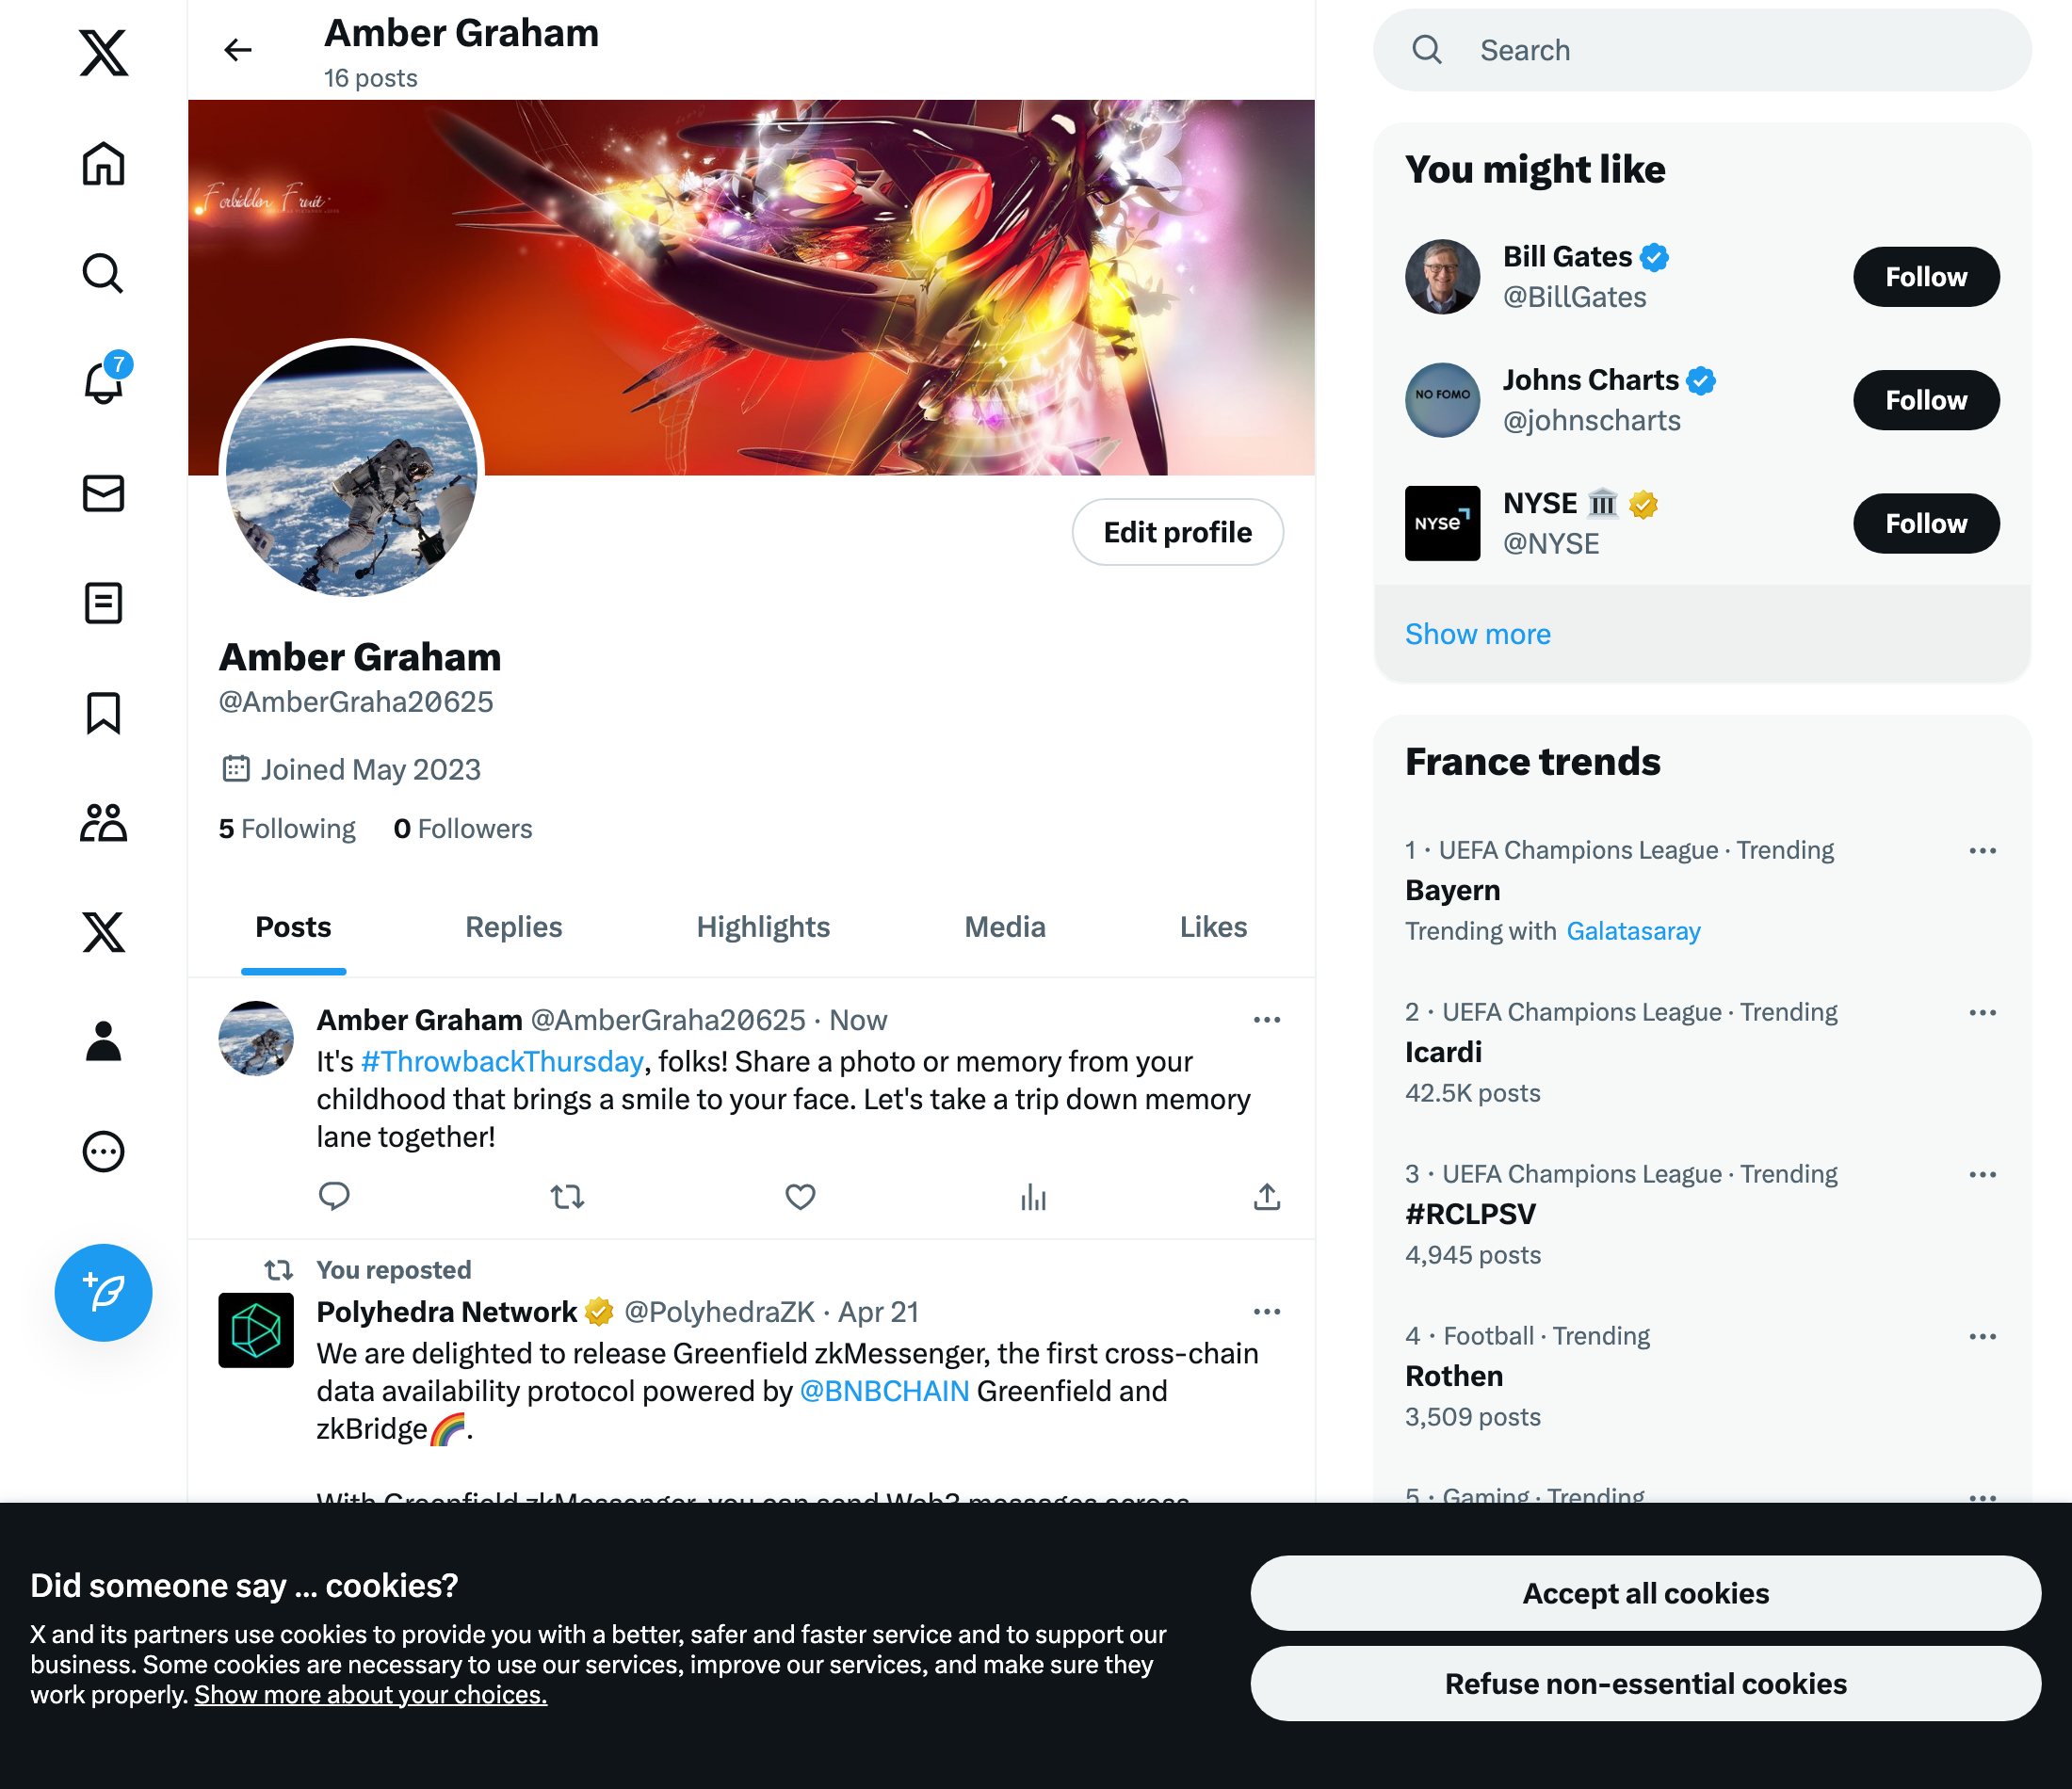 Amber Graham
16 posts
Forbidden Fruit
Edit profile
Amber Graham
@AmberGraha20625
Joined May 2023
5 Following 0 Followers
Posts Replies Highlights Media Likes
Amber Graham @AmberGraha20625 · Now
It's #ThrowbackThursday, folks! Share a photo or memory from your
childhood that brings a smile to your face. Let's take a trip down memory
lane together!
You reposted
Polyhedra Network @PolyhedraZK · Apr 21
We are delighted to release Greenfield zkMessenger, the first cross-chain
data availability protocol powered by @BNBCHAIN Greenfield and
zkBridge🌈.
With Greenfield zkMessenger, you can send Web3 messages across
7
Search
You might like
Bill Gates
@BillGates
Follow
NO FOMO
Johns Charts
@johnscharts
Follow
NYSE
NYSE 🏛️
@NYSE
Follow
Show more
France trends
1 · UEFA Champions League · Trending
Bayern
Trending with Galatasaray
2 · UEFA Champions League · Trending
Icardi
42.5K posts
3 · UEFA Champions League · Trending
#RCLPSV
4,945 posts
4 · Football · Trending
Rothen
3,509 posts
5 · Gaming · Trending
Did someone say … cookies?
X and its partners use cookies to provide you with a better, safer and faster service and to support our
business. Some cookies are necessary to use our services, improve our services, and make sure they
work properly. Show more about your choices.
Accept all cookies
Refuse non-essential cookies